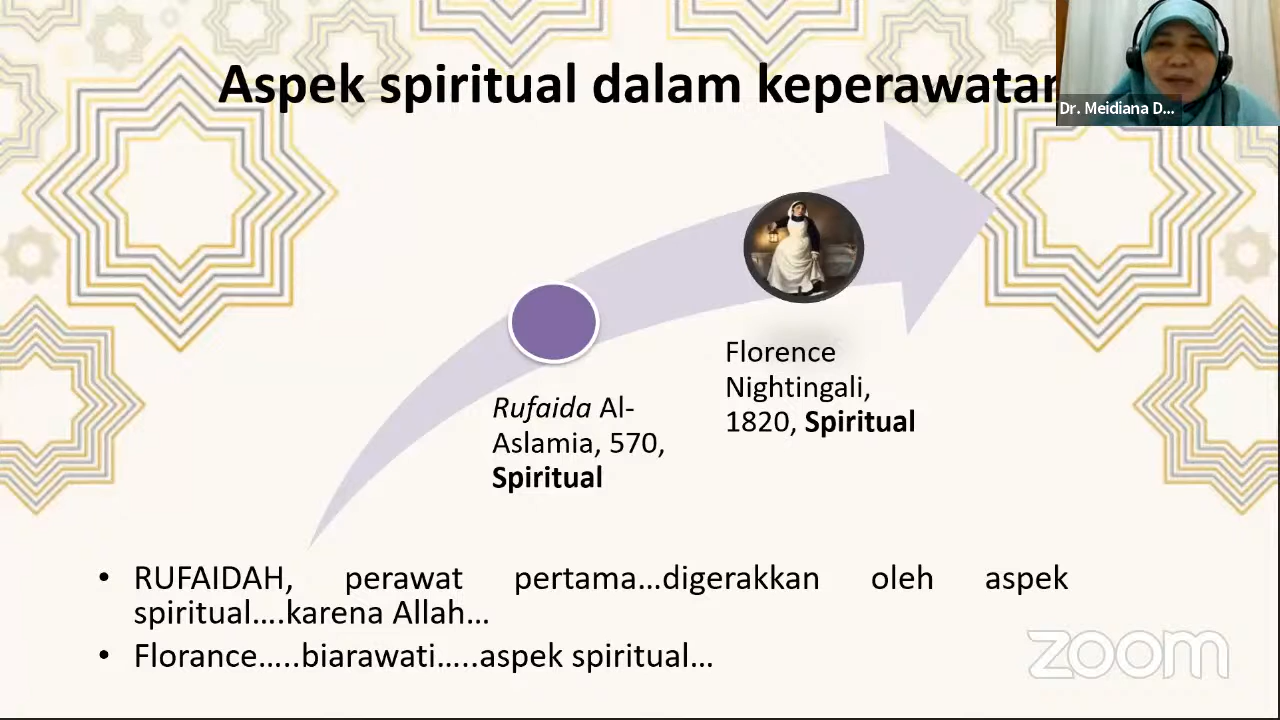 Aspek spiritual dalam keperawatan
Dr. Meidiana D...
Rufaida Al-
Aslamia, 570,
Spiritual
Florence
Nightingali,
1820, Spiritual
• RUFAIDAH, perawat pertama...digerakkan oleh aspek
spiritual....karena Allah...
• Florance.....biarawati.....aspek spiritual...
zoom